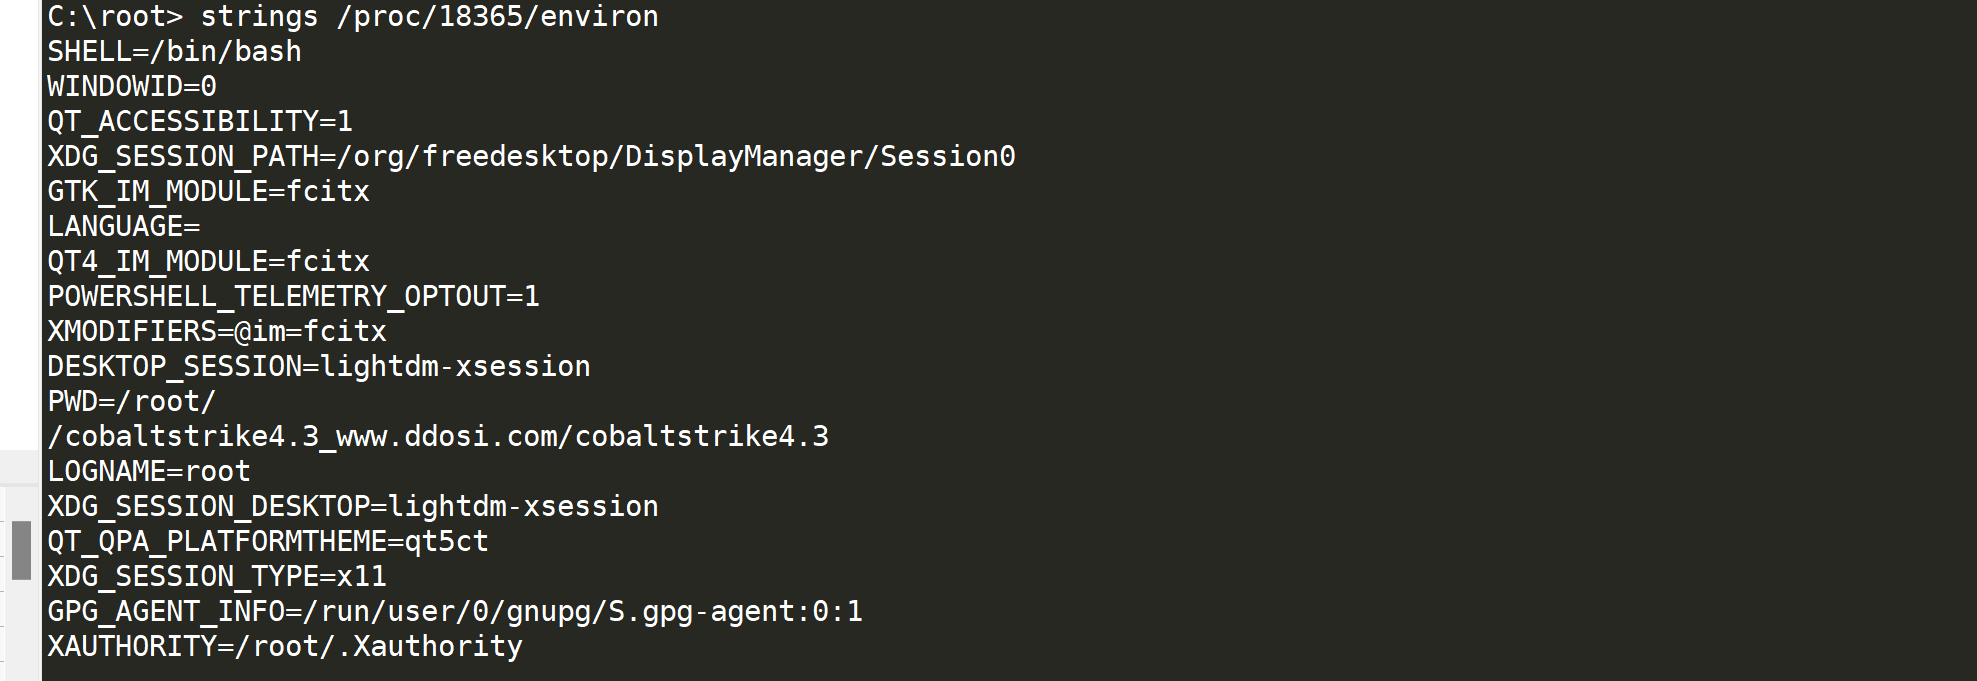 C:\root> strings /proc/18365/environ
SHELL=/bin/bash
WINDOWID=0
QT_ACCESSIBILITY=1
XDG_SESSION_PATH=/org/freedesktop/DisplayManager/Session0
GTK_IM_MODULE=fcitx
LANGUAGE=
QT4_IM_MODULE=fcitx
POWERSHELL_TELEMETRY_OPTOUT=1
XMODIFIERS=@im=fcitx
DESKTOP_SESSION=lightdm-xsession
PWD=/root/
/cobaltstrike4.3_www.ddosi.com/cobaltstrike4.3
LOGNAME=root
XDG_SESSION_DESKTOP=lightdm-xsession
QT_QPA_PLATFORMTHEME=qt5ct
XDG_SESSION_TYPE=x11
GPG_AGENT_INFO=/run/user/0/gnupg/S.gpg-agent:0:1
XAUTHORITY=/root/.Xauthority